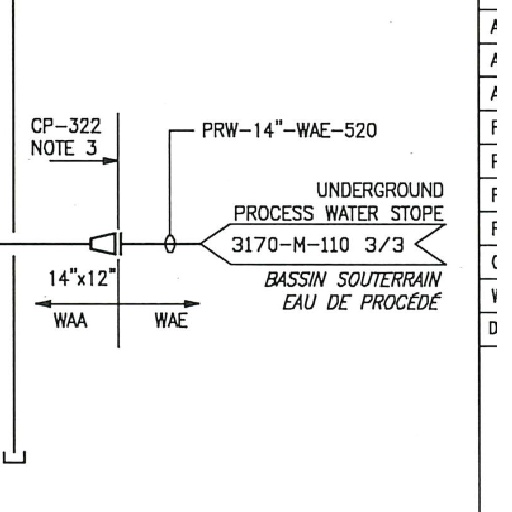 CP-322
NOTE 3
PRW-14"-WAE-520
UNDERGROUND
PROCESS WATER STOPE
3170-M-110 3/3
14"x12"
BASSIN SOUTERRAIN
EAU DE PROCÉDÉ
WAA
WAE
A
A
A
F
F
F
F
D